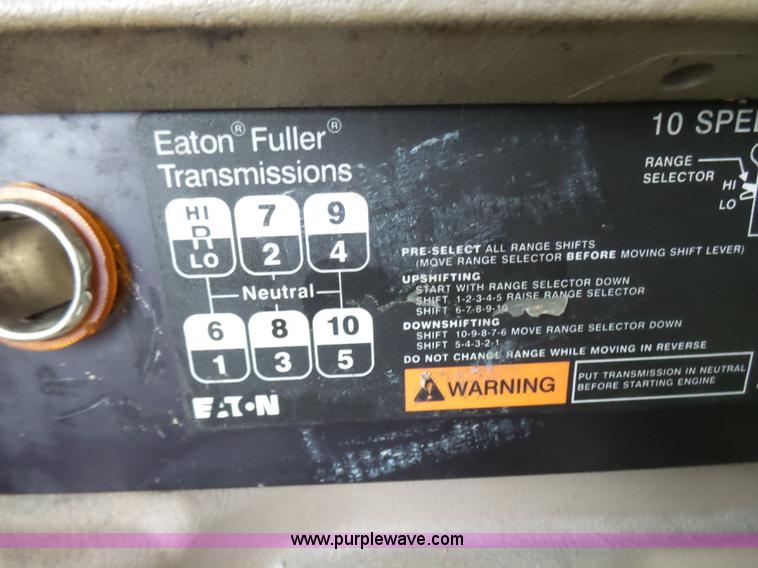 Eaton® Fuller®
Transmissions
HI 7 9
R
LO 2 4
Neutral
6 8 10
1 3 5
EATON
10 SPEE
RANGE
SELECTOR
HI
LO
PRE-SELECT ALL RANGE SHIFTS
(MOVE RANGE SELECTOR BEFORE MOVING SHIFT LEVER)
UPSHIFTING
START WITH RANGE SELECTOR DOWN
SHIFT 1-2-3-4-5 RAISE RANGE SELECTOR
SHIFT 6-7-8-9-10
DOWNSHIFTING
SHIFT 10-9-8-7-6 MOVE RANGE SELECTOR DOWN
SHIFT 5-4-3-2-1
DO NOT CHANGE RANGE WHILE MOVING IN REVERSE
WARNING
PUT TRANSMISSION IN NEUTRAL
BEFORE STARTING ENGINE
www.purplewave.com